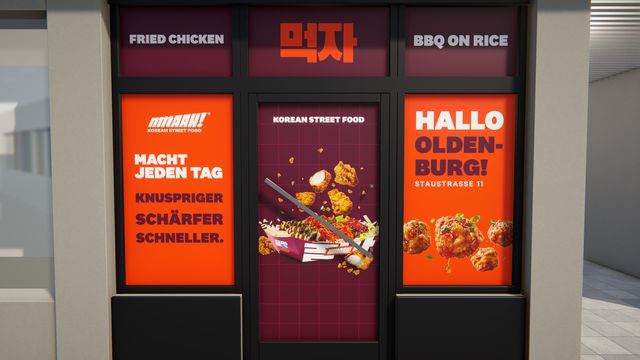 FRIED CHICKEN
먹자
BBQ ON RICE
mmaah!
KOREAN STREET FOOD
MACHT
JEDEN TAG
KNUSPRIGER
SCHÄRFER
SCHNELLER.
KOREAN STREET FOOD
HALLO
OLDEN-
BURG!
STAUSTRASSE 11